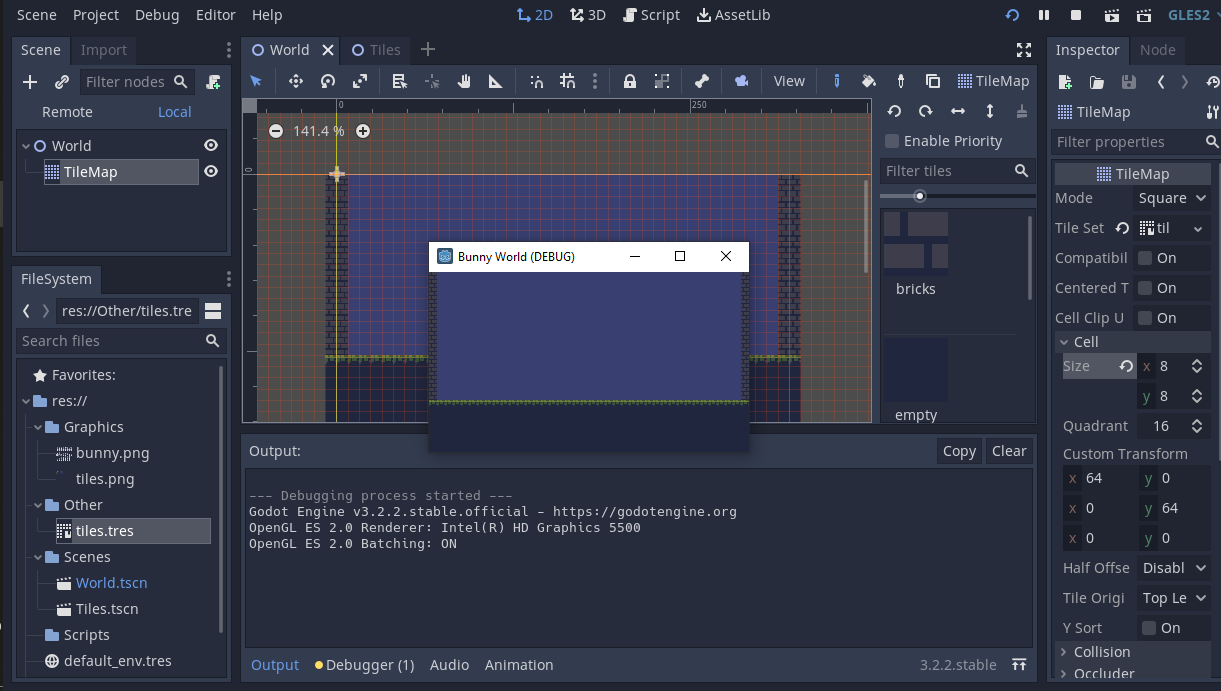 Scene Project Debug Editor Help 2D 3D Script AssetLib GLES2
Scene Import
Filter nodes
Remote Local
World
TileMap
FileSystem
res://Other/tiles.tre
Search files
Favorites:
res://
Graphics
bunny.png
tiles.png
Other
tiles.tres
Scenes
World.tscn
Tiles.tscn
Scripts
default_env.tres
World Tiles
View TileMap
0 250
0
141.4 %
Enable Priority
Filter tiles
bricks
empty
Bunny World (DEBUG)
Output: Copy Clear
--- Debugging process started ---
Godot Engine v3.2.2.stable.official - https://godotengine.org
OpenGL ES 2.0 Renderer: Intel(R) HD Graphics 5500
OpenGL ES 2.0 Batching: ON
Output Debugger (1) Audio Animation 3.2.2.stable
Inspector Node
TileMap
Filter properties
TileMap
Mode Square
Tile Set til
Compatibil On
Centered T On
Cell Clip U On
Cell
Size x 8
y 8
Quadrant 16
Custom Transform
x 64 y 0
x 0 y 64
x 0 y 0
Half Offse Disabl
Tile Origi Top Le
Y Sort On
Collision
Occluder